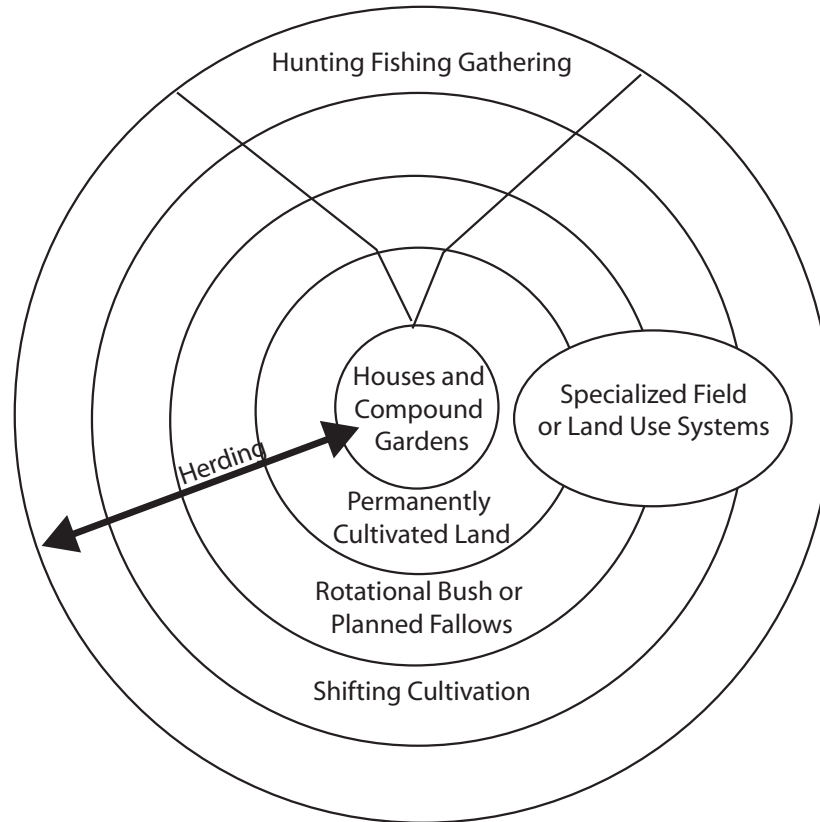 Hunting Fishing Gathering
Houses and
Compound
Gardens
Specialized Field
or Land Use Systems
Herding
Permanently
Cultivated Land
Rotational Bush or
Planned Fallows
Shifting Cultivation